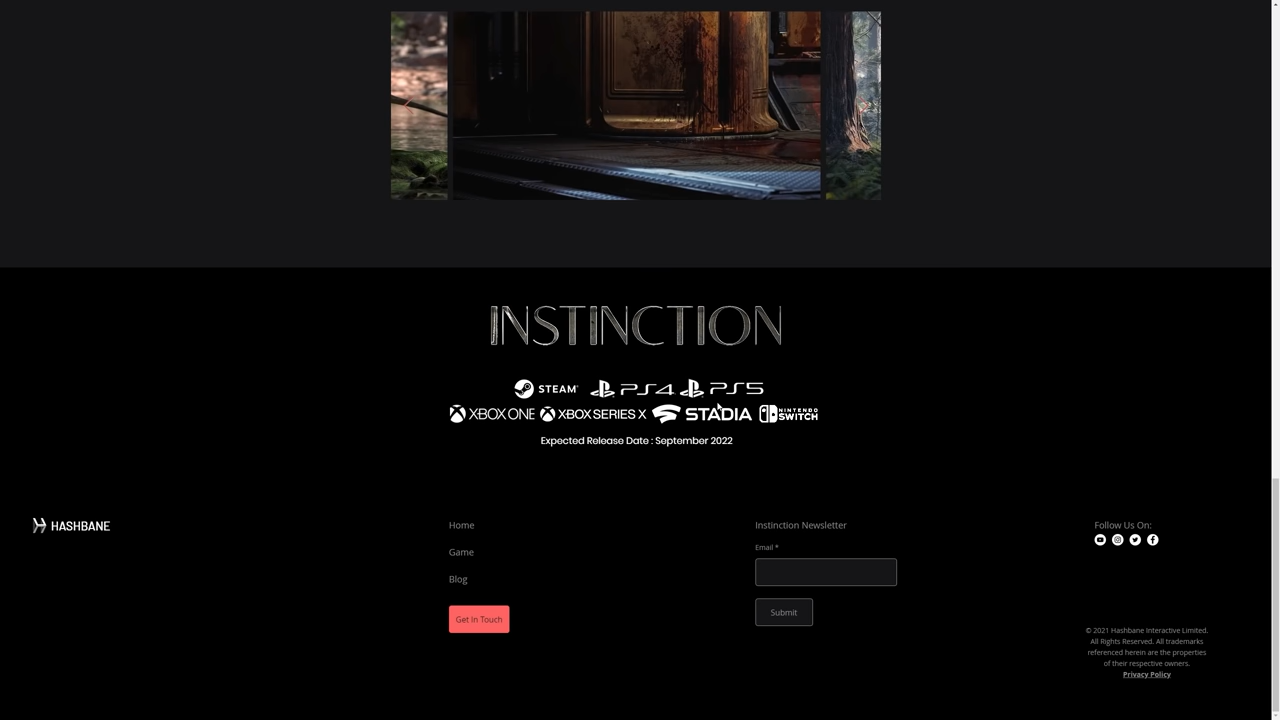 INSTINCTION
STEAM PS4 PS5
XBOX ONE XBOX SERIES X STADIA NINTENDO SWITCH
Expected Release Date : September 2022
HASHBANE
Home
Game
Blog
Get In Touch
Instinction Newsletter
Email *
Submit
Follow Us On:
© 2021 Hashbane Interactive Limited.
All Rights Reserved. All trademarks
referenced herein are the properties
of their respective owners.
Privacy Policy